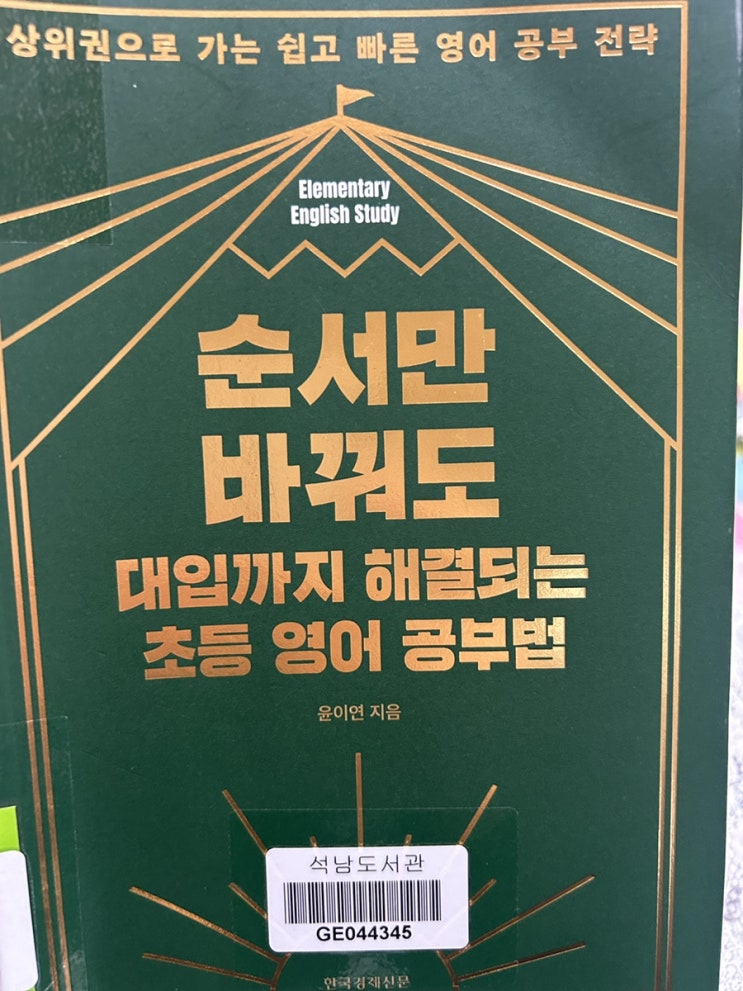 상위권으로 가는 쉽고 빠른 영어 공부 전략
Elementary
English Study
순서만
바꿔도
대입까지 해결되는
초등 영어 공부법
윤이연 지음
석남도서관
GE044345
한국경제신문